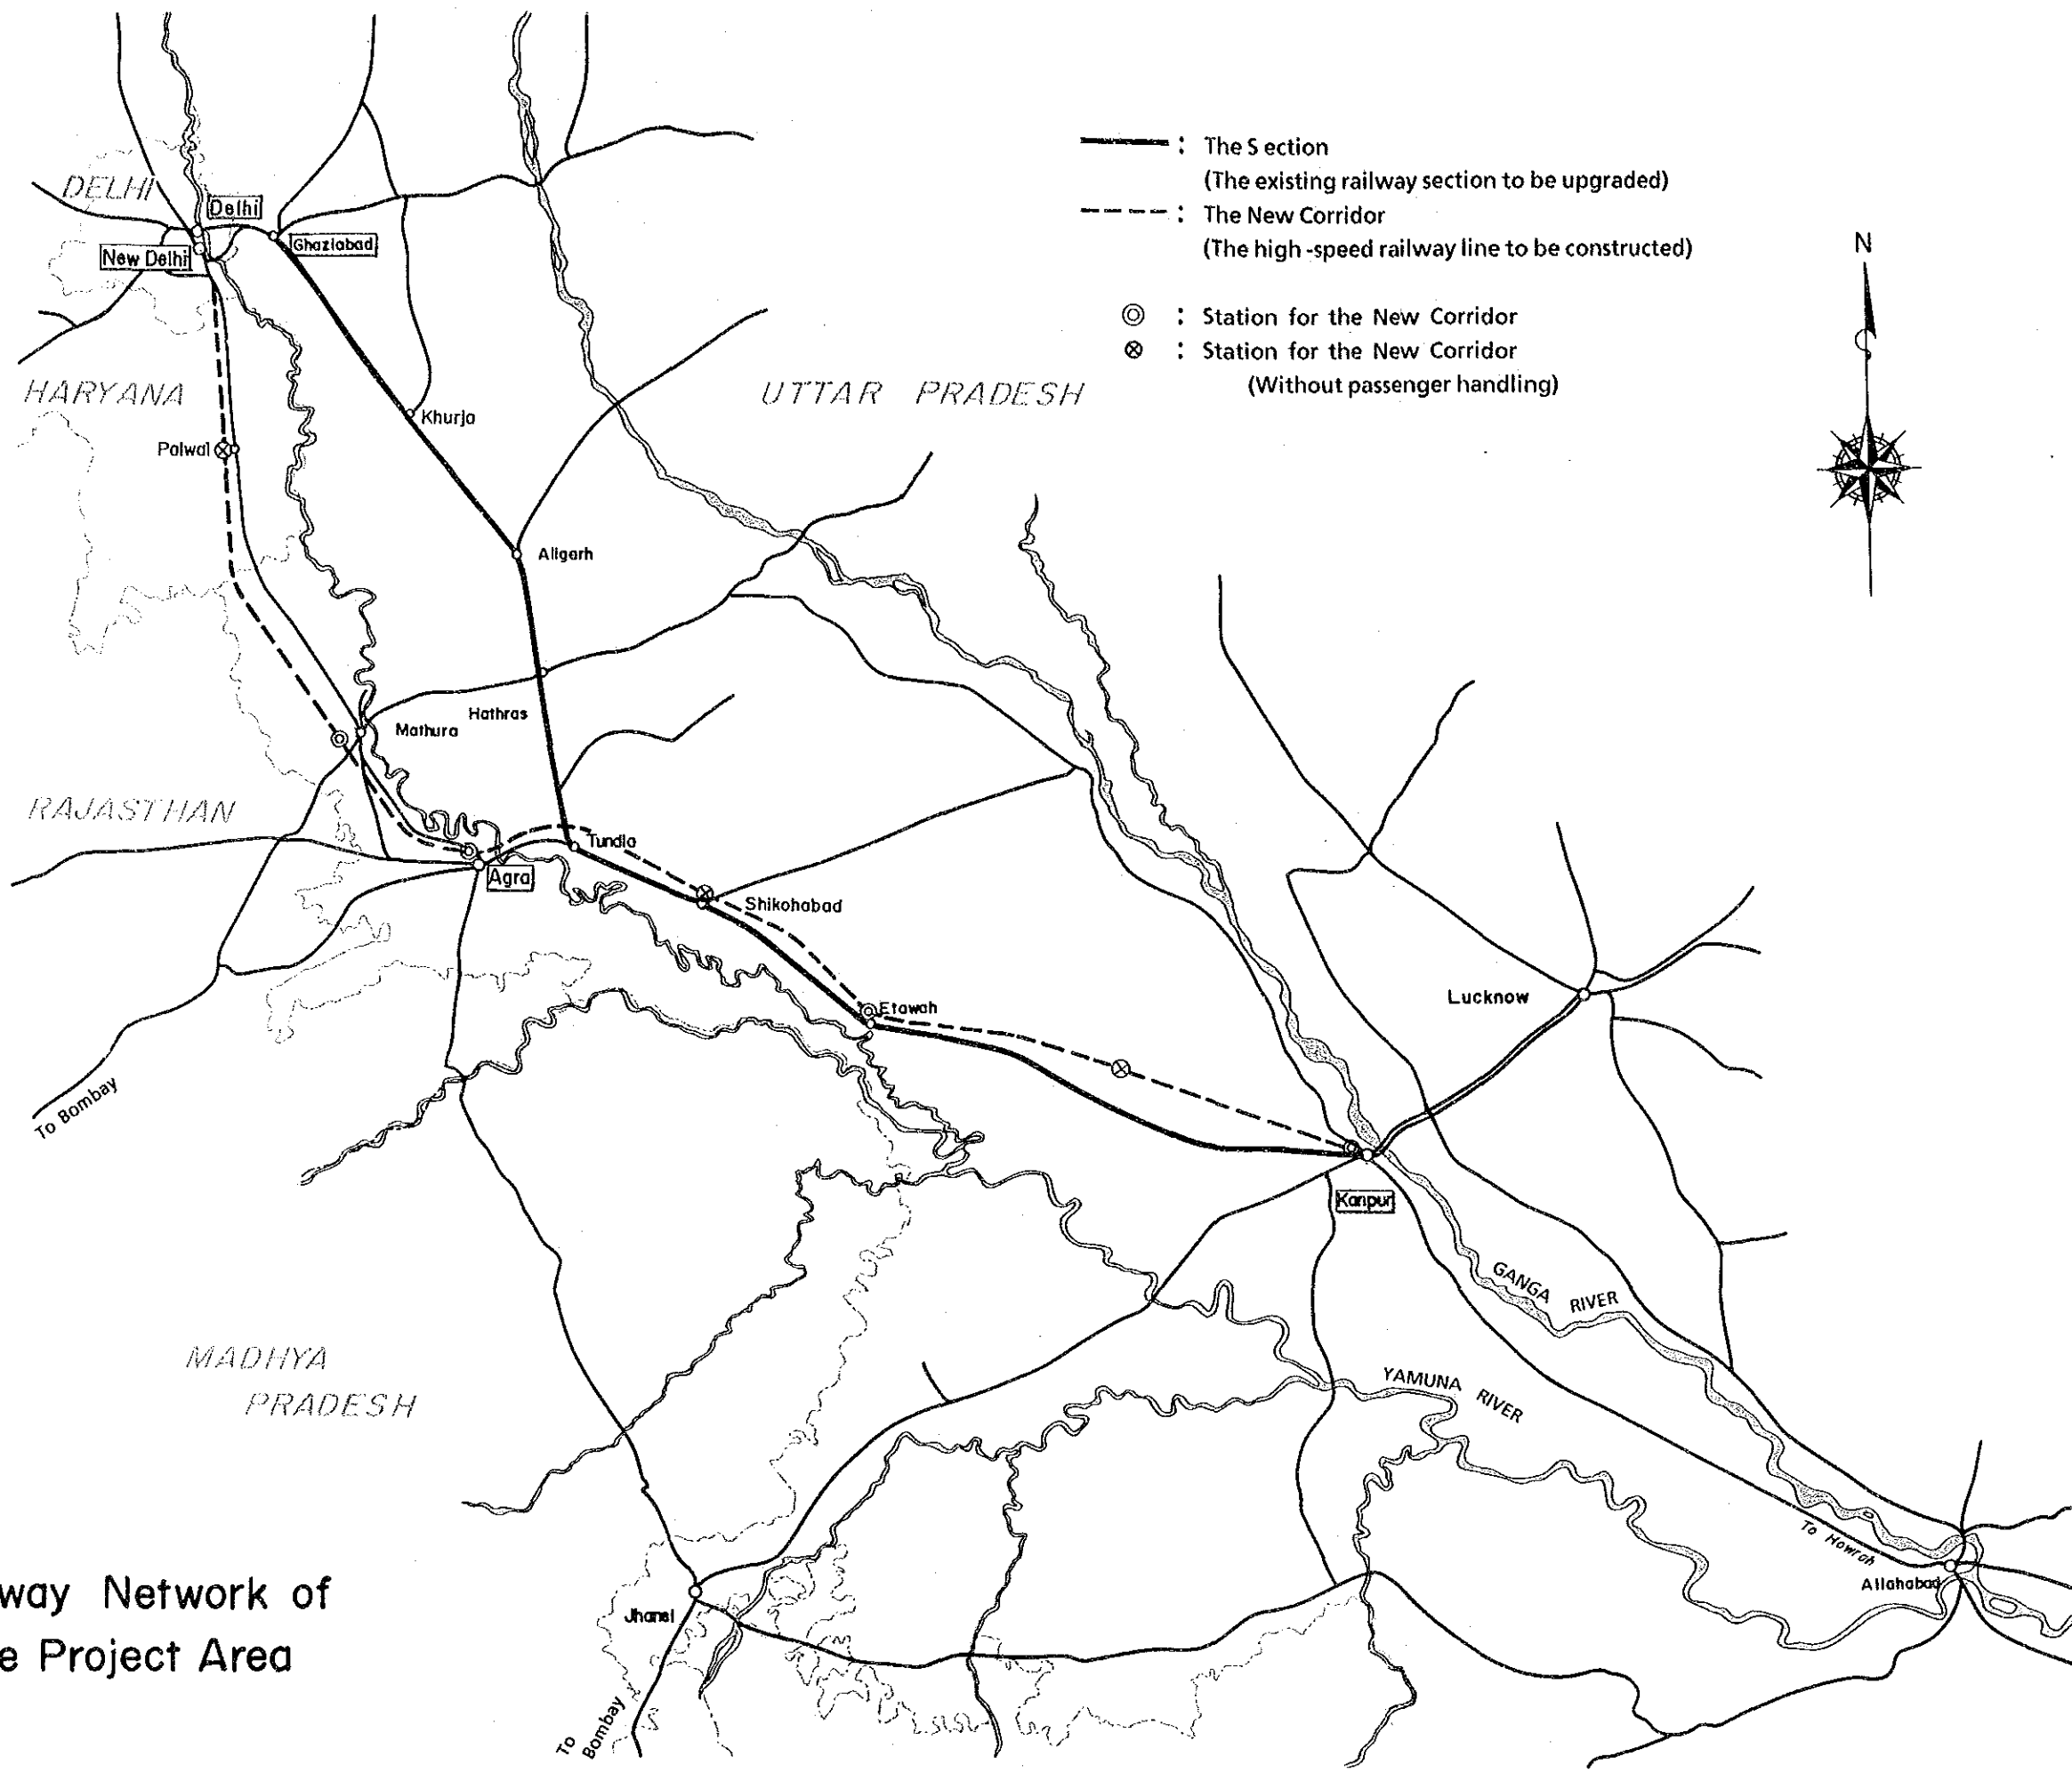 : The S ection
(The existing railway section to be upgraded)
: The New Corridor
(The high-speed railway line to be constructed)
: Station for the New Corridor
: Station for the New Corridor
(Without passenger handling)
N
DELHI
Delhi
New Delhi
Ghaziabad
HARYANA
UTTAR PRADESH
Khurja
Palwal
Aligarh
Hathras
Mathura
RAJASTHAN
Tundla
Agra
Shikohabad
Etawah
Lucknow
To Bombay
Kanpur
GANGA RIVER
MADHYA
PRADESH
YAMUNA RIVER
To Howrah
Allahabad
way Network of
Jhansi
e Project Area
To
Bombay